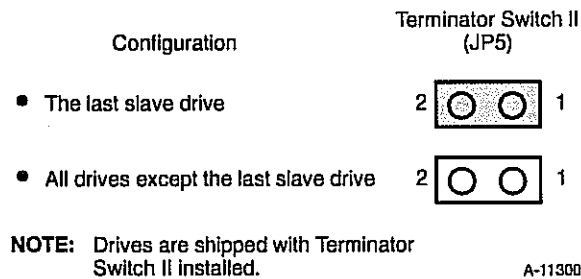 Configuration
Terminator Switch II
(JP5)
• The last slave drive 2 1
• All drives except the last slave drive 2 1
NOTE: Drives are shipped with Terminator
Switch II installed.
A-11300